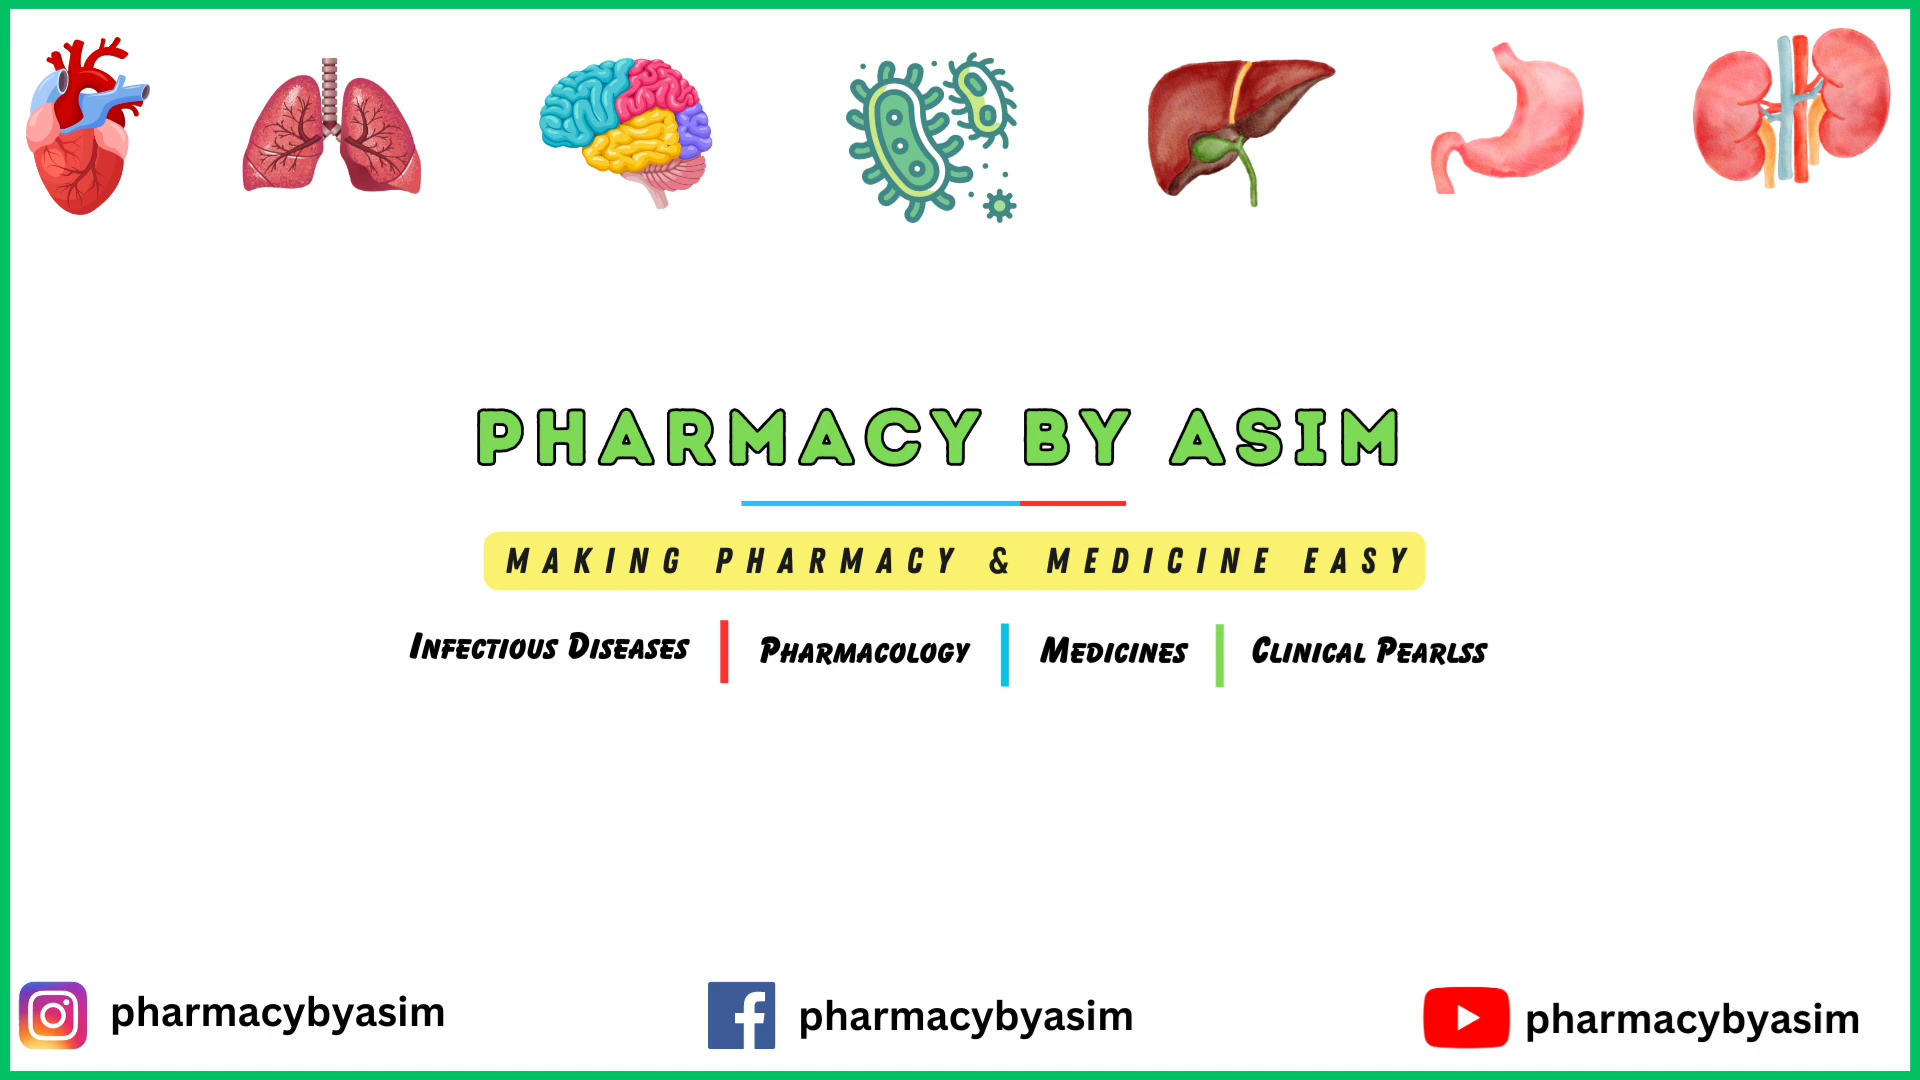 PHARMACY BY ASIM
MAKING PHARMACY & MEDICINE EASY
Infectious Diseases
Pharmacology
Medicines
Clinical Pearlss
pharmacybyasim
pharmacybyasim
pharmacybyasim